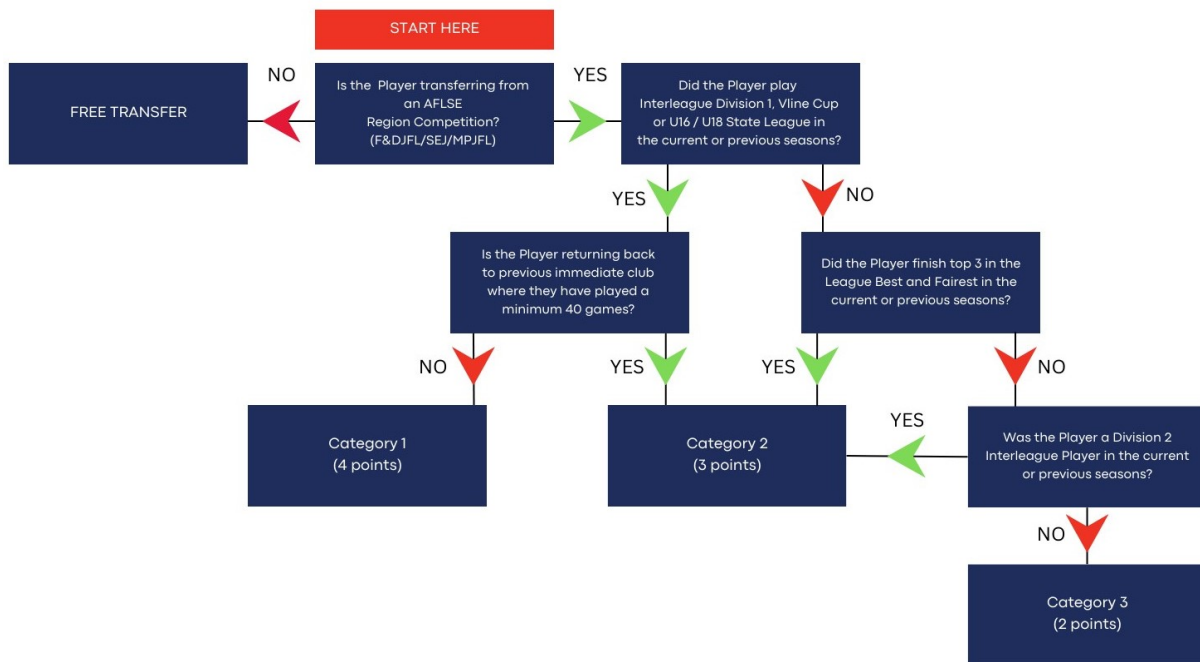 START HERE
FREE TRANSFER
NO
Is the Player transferring from
an AFLSE
Region Competition?
(F&DJFL/SEJ/MPJFL)
YES
Did the Player play
Interleague Division 1, Vline Cup
or U16 / U18 State League in
the current or previous seasons?
YES
NO
Is the Player returning back
to previous immediate club
where they have played a
minimum 40 games?
Did the Player finish top 3 in the
League Best and Fairest in the
current or previous seasons?
NO
YES
YES
NO
Category 1
(4 points)
Category 2
(3 points)
YES
Was the Player a Division 2
Interleague Player in the current
or previous seasons?
NO
Category 3
(2 points)